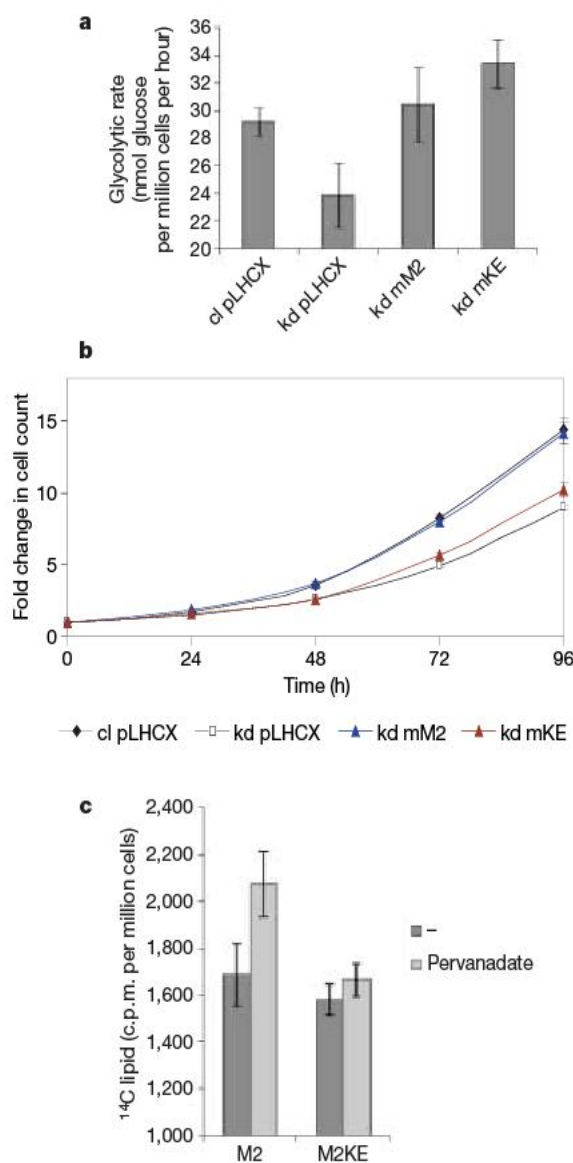 a
Glycolytic rate
(nmol glucose
per million cells per hour)
36
34
32
30
28
26
24
22
20
cl pLHCX
kd pLHCX
kd mM2
kd mKE
b
Fold change in cell count
15
10
5
0
0 24 48 72 96
Time (h)
cl pLHCX kd pLHCX kd mM2 kd mKE
c
¹⁴C lipid (c.p.m. per million cells)
2,400
2,200
2,000
1,800
1,600
1,400
1,200
1,000
M2 M2KE
–
Pervanadate